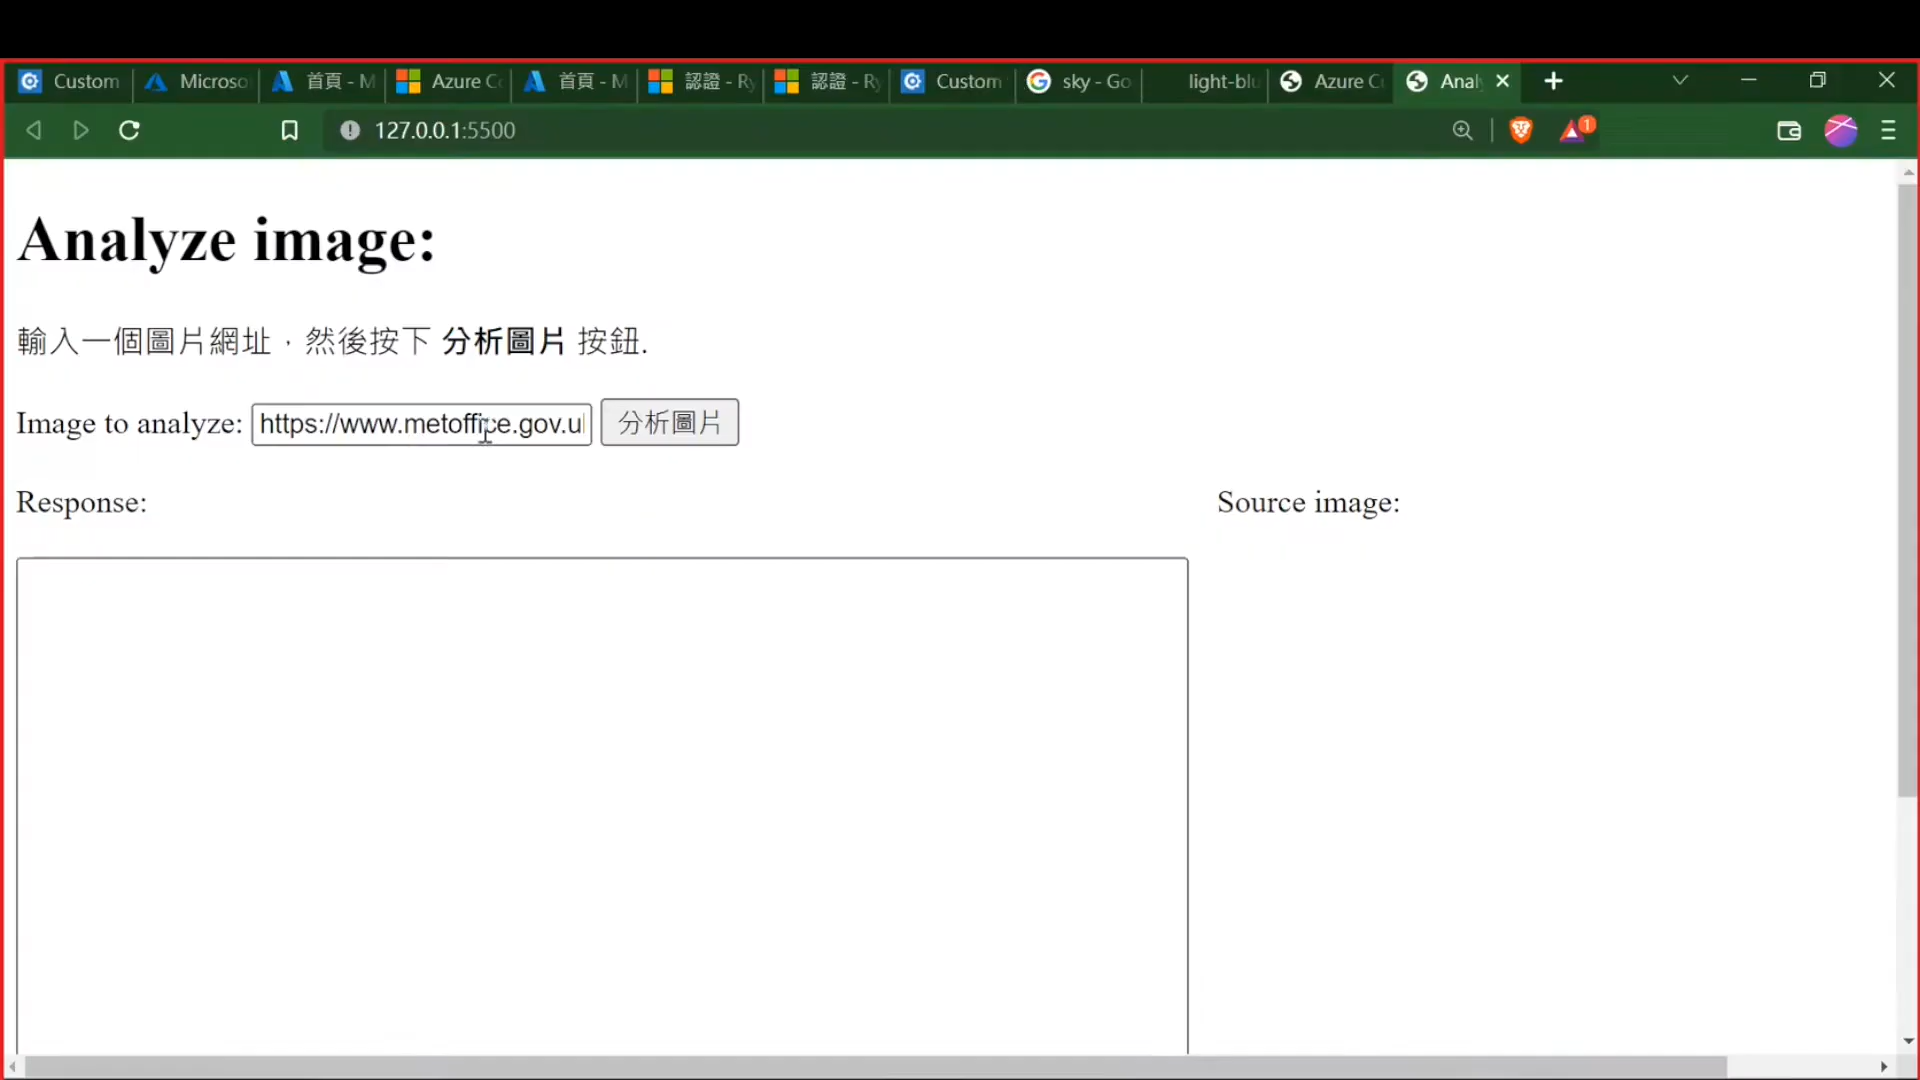 Custom Microso 首頁 - M Azure C 首頁 - M 認證 - Ry 認證 - Ry Custom sky - Go light-blu Azure C Anal
127.0.0.1:5500 1
Analyze image:
輸入一個圖片網址，然後按下 分析圖片 按鈕.
Image to analyze: https://www.metoffice.gov.u 分析圖片
Response: Source image: